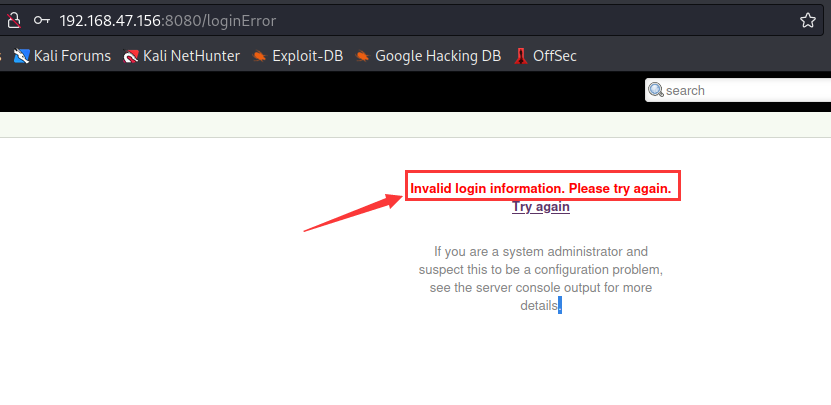 192.168.47.156:8080/loginError
Kali Forums Kali NetHunter Exploit-DB Google Hacking DB OffSec
search
Invalid login information. Please try again.
Try again
If you are a system administrator and
suspect this to be a configuration problem,
see the server console output for more
details.